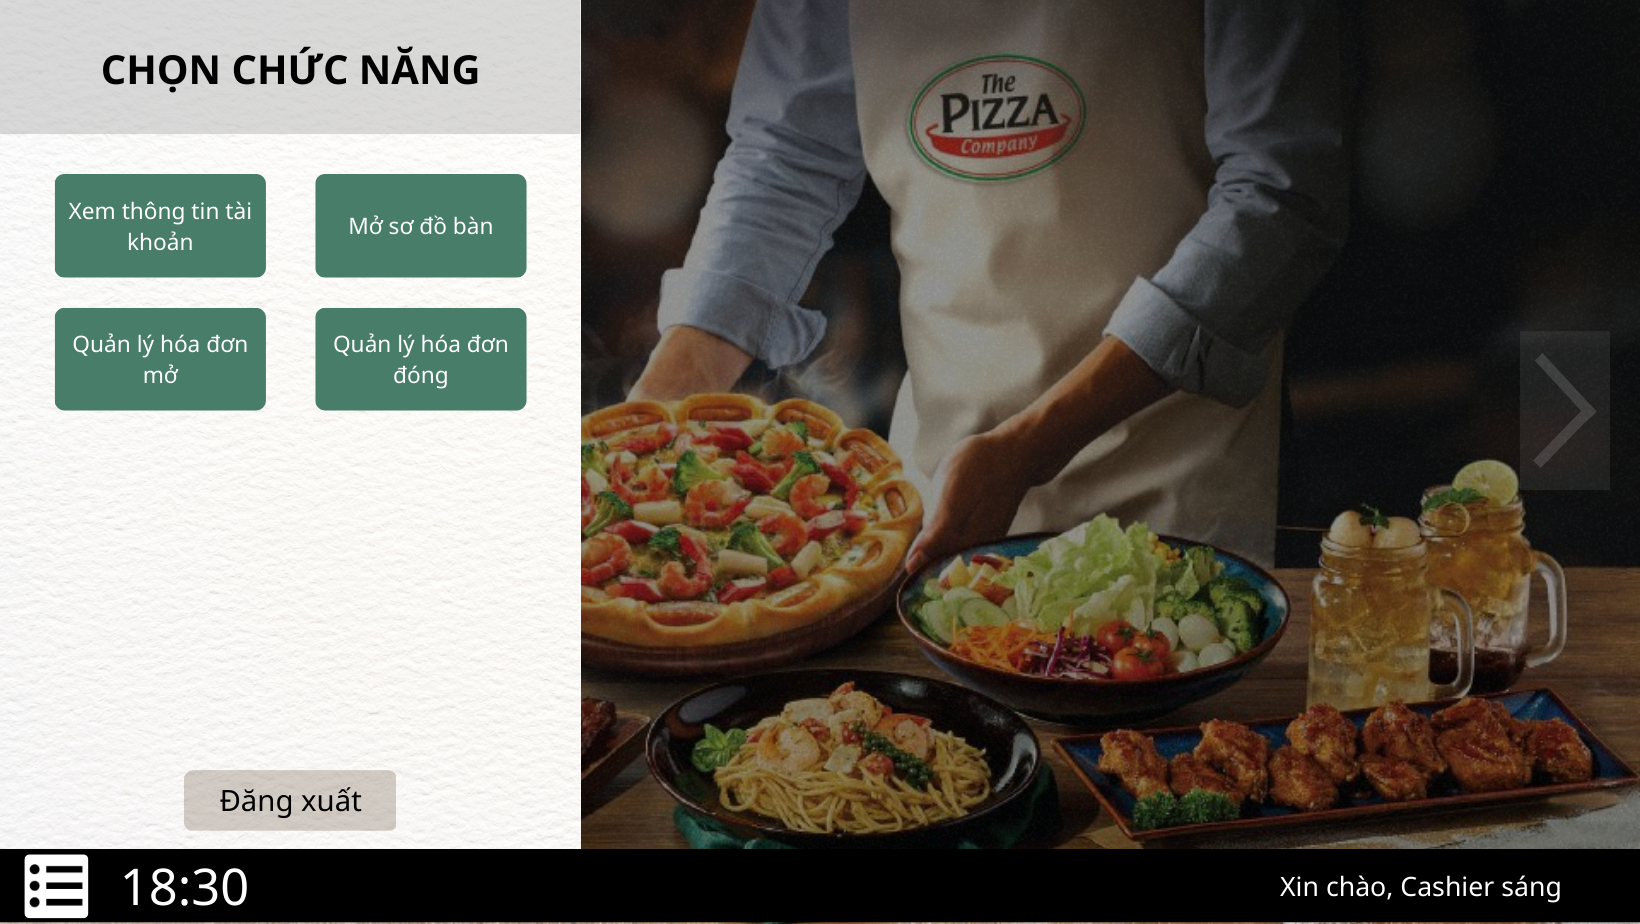 CHỌN CHỨC NĂNG
Xem thông tin tài
khoản
Mở sơ đồ bàn
Quản lý hóa đơn
mở
Quản lý hóa đơn
đóng
Đăng xuất
The
PIZZA
Company
18:30
Xin chào, Cashier sáng